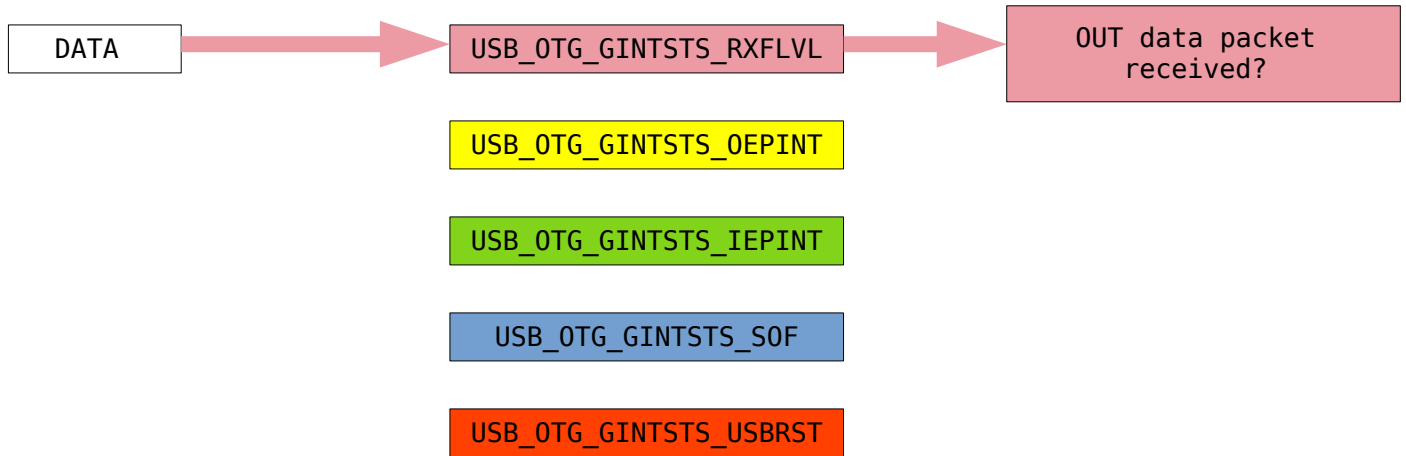 DATA
USB_OTG_GINTSTS_RXFLVL
OUT data packet
received?
USB_OTG_GINTSTS_OEPINT
USB_OTG_GINTSTS_IEPINT
USB_OTG_GINTSTS_SOF
USB_OTG_GINTSTS_USBRST